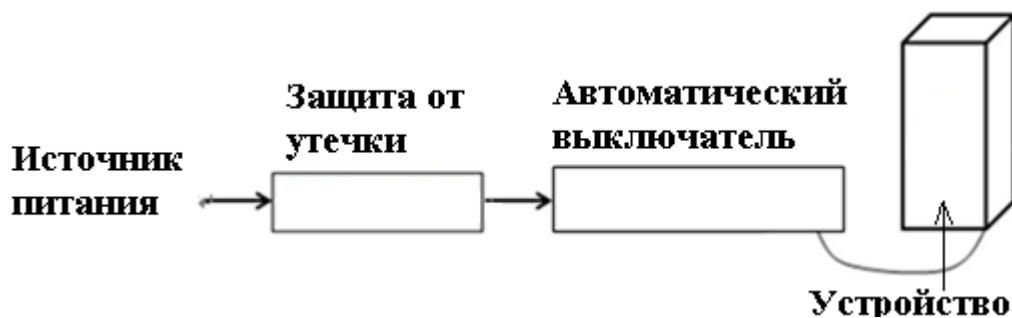 Источник
питания
Защита от
утечки
Автоматический
выключатель
Устройство